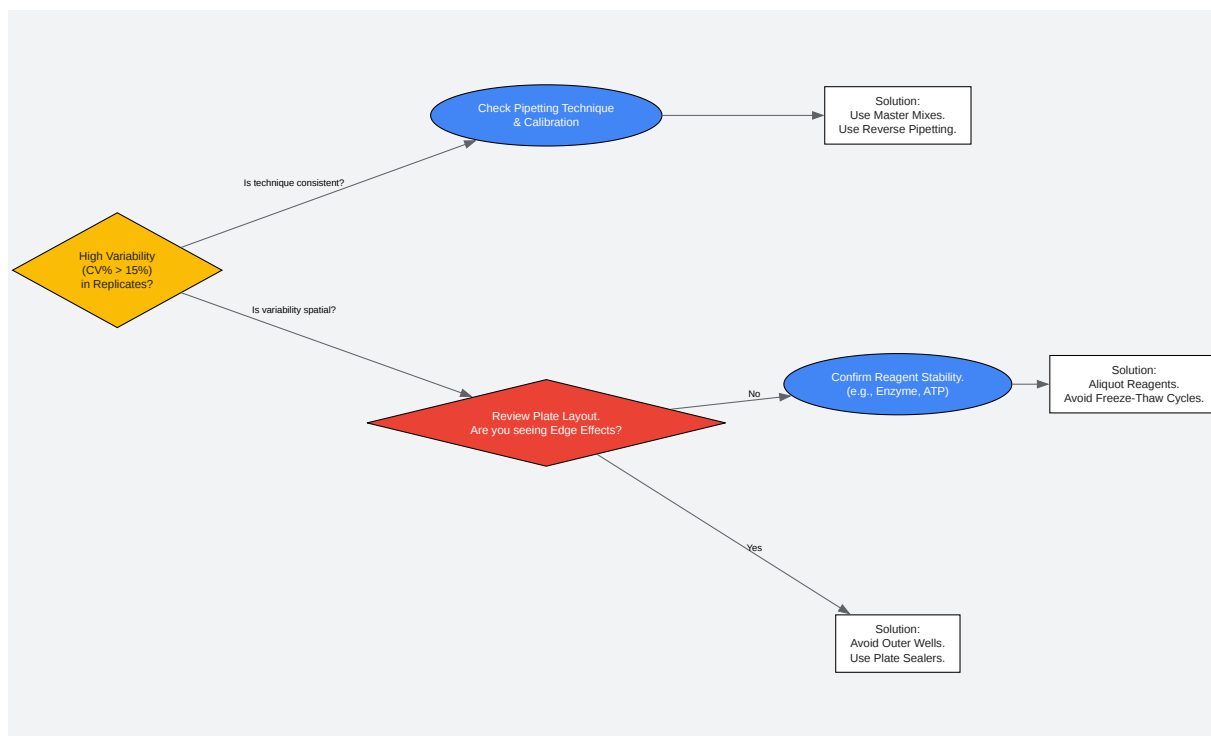 Check Pipetting Technique
& Calibration
Solution:
Use Master Mixes.
Use Reverse Pipetting.
Is technique consistent?
High Variability
(CV% > 15%)
in Replicates?
Is variability spatial?
Review Plate Layout.
Are you seeing Edge Effects?
No
Confirm Reagent Stability.
(e.g., Enzyme, ATP)
Solution:
Aliquot Reagents.
Avoid Freeze-Thaw Cycles.
Yes
Solution:
Avoid Outer Wells.
Use Plate Sealers.